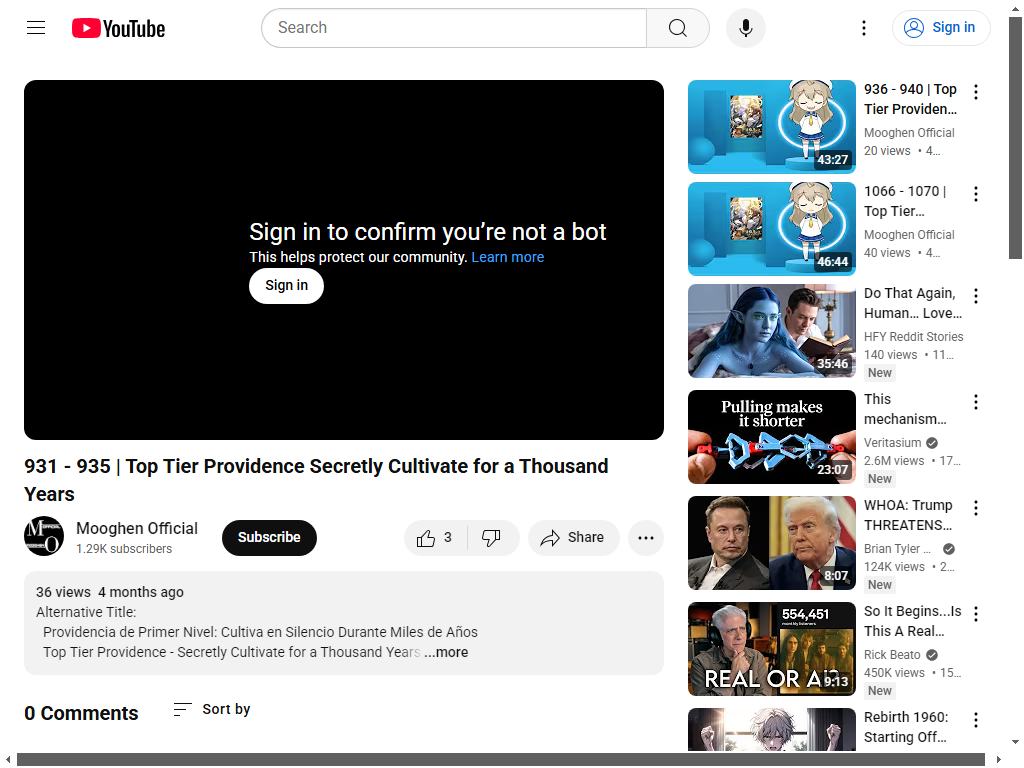 YouTube
Search
Sign in
Sign in to confirm you're not a bot
This helps protect our community. Learn more
Sign in
931 - 935 | Top Tier Providence Secretly Cultivate for a Thousand
Years
Mooghen Official
1.29K subscribers
Subscribe
3
Share
36 views 4 months ago
Alternative Title:
Providencia de Primer Nivel: Cultiva en Silencio Durante Miles de Años
Top Tier Providence - Secretly Cultivate for a Thousand Years ...more
0 Comments
Sort by
43:27
936 - 940 | Top
Tier Providen...
Mooghen Official
20 views • 4...
46:44
1066 - 1070 |
Top Tier...
Mooghen Official
40 views • 4...
35:46
Do That Again,
Human... Love...
HFY Reddit Stories
140 views • 11...
New
Pulling makes
it shorter
23:07
This
mechanism...
Veritasium
2.6M views • 17...
New
8:07
WHOA: Trump
THREATENS...
Brian Tyler ...
124K views • 2...
New
554,451
monthly listeners
REAL OR AI?
9:13
So It Begins...Is
This A Real...
Rick Beato
450K views • 15...
New
Rebirth 1960:
Starting Off...